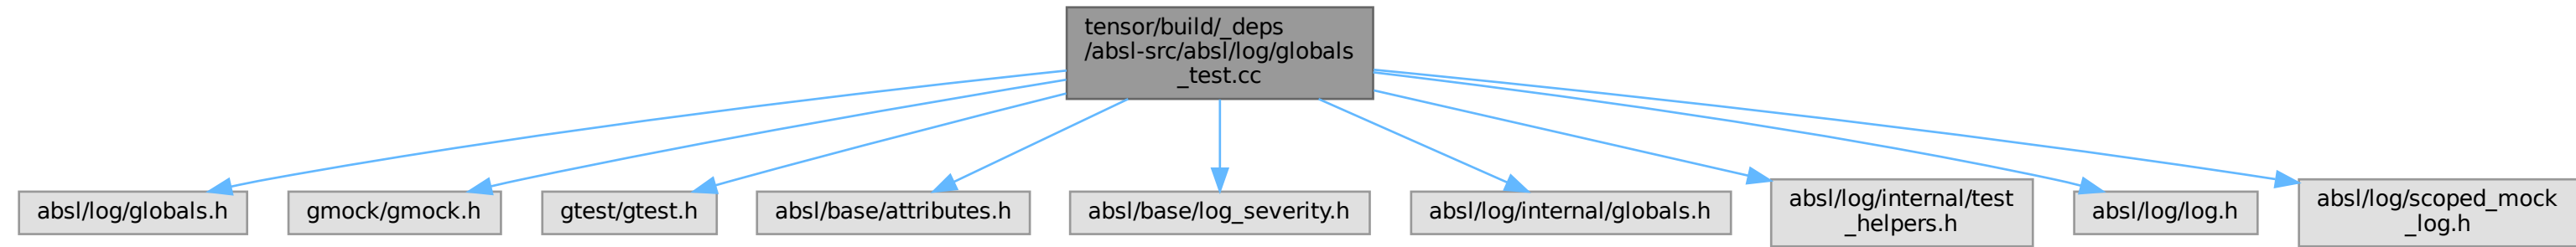 tensor/build/_deps
/absl-src/absl/log/globals
_test.cc
absl/log/globals.h
gmock/gmock.h
gtest/gtest.h
absl/base/attributes.h
absl/base/log_severity.h
absl/log/internal/globals.h
absl/log/internal/test
_helpers.h
absl/log/log.h
absl/log/scoped_mock
_log.h